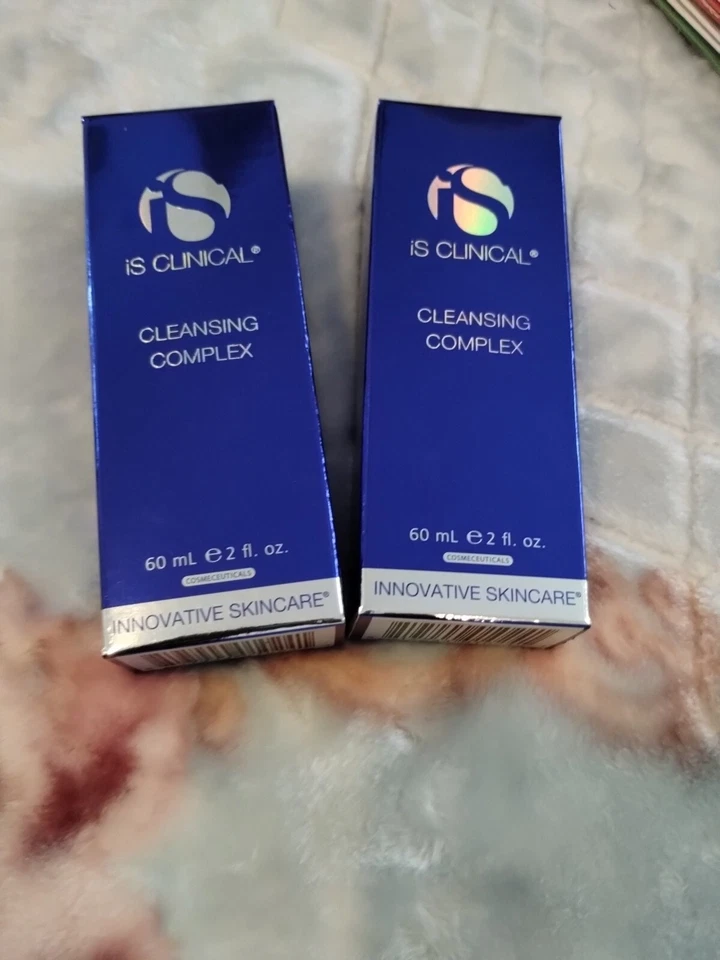 iS
iS CLINICAL®
CLEANSING
COMPLEX
60 mL e 2 fl. oz.
COSMECEUTICALS
INNOVATIVE SKINCARE®
iS
iS CLINICAL®
CLEANSING
COMPLEX
60 mL e 2 fl. oz.
COSMECEUTICALS
INNOVATIVE SKINCARE®